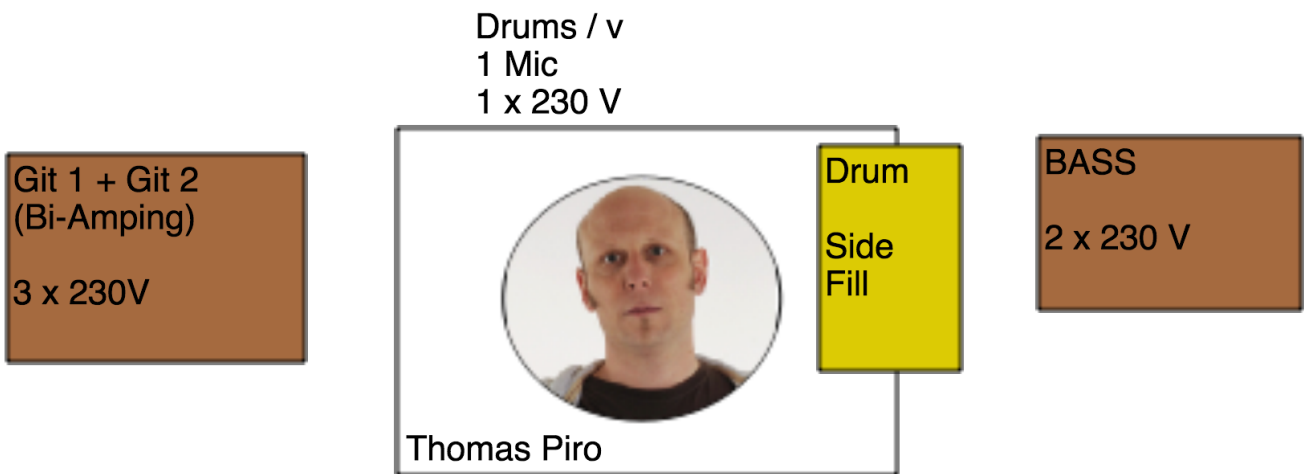 Drums / v
1 Mic
1 x 230 V
Git 1 + Git 2
(Bi-Amping)
3 x 230V
Thomas Piro
Drum
Side
Fill
BASS
2 x 230 V